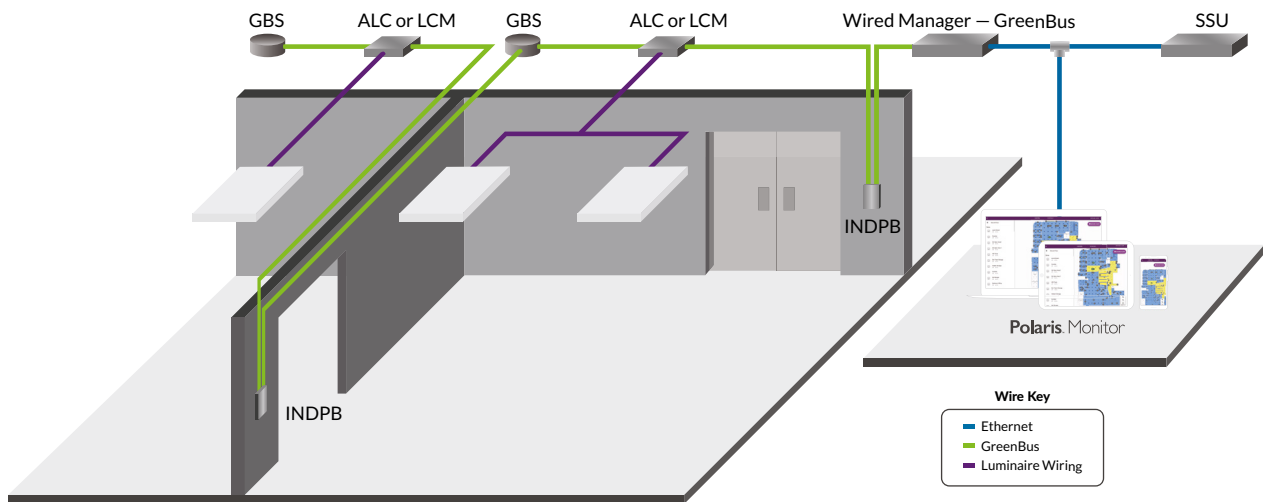 GBS
ALC or LCM
GBS
ALC or LCM
Wired Manager — GreenBus
SSU
INDPB
INDPB
Polaris. Monitor
Wire Key
Ethernet
GreenBus
Luminaire Wiring